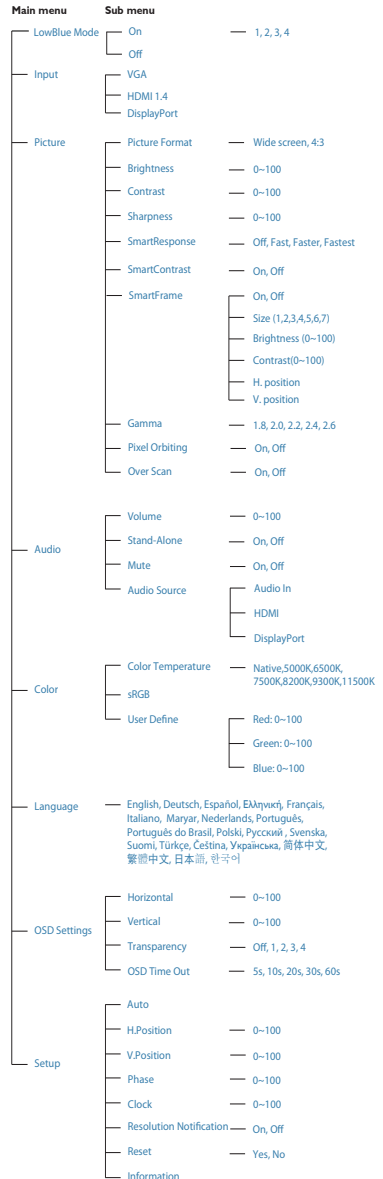 Main menu Sub menu
LowBlue Mode On 1, 2, 3, 4
Off
Input VGA
HDMI 1.4
DisplayPort
Picture Picture Format Wide screen, 4:3
Brightness 0~100
Contrast 0~100
Sharpness 0~100
SmartResponse Off, Fast, Faster, Fastest
SmartContrast On, Off
SmartFrame On, Off
Size (1,2,3,4,5,6,7)
Brightness (0~100)
Contrast(0~100)
H. position
V. position
Gamma 1.8, 2.0, 2.2, 2.4, 2.6
Pixel Orbiting On, Off
Over Scan On, Off
Volume 0~100
Audio Stand-Alone On, Off
Mute On, Off
Audio Source Audio In
HDMI
DisplayPort
Color Temperature Native,5000K,6500K,
7500K,8200K,9300K,11500K
Color sRGB
User Define Red: 0~100
Green: 0~100
Blue: 0~100
Language English, Deutsch, Español, Ελληνική, Français,
Italiano, Maryar, Nederlands, Português,
Português do Brasil, Polski, Русский , Svenska,
Suomi, Türkçe, Čeština, Українська, 简体中文,
繁體中文, 日本語, 한국어
Horizontal 0~100
OSD Settings Vertical 0~100
Transparency Off, 1, 2, 3, 4
OSD Time Out 5s, 10s, 20s, 30s, 60s
Auto
H.Position 0~100
V.Position 0~100
Setup Phase 0~100
Clock 0~100
Resolution Notification On, Off
Reset Yes, No
Information